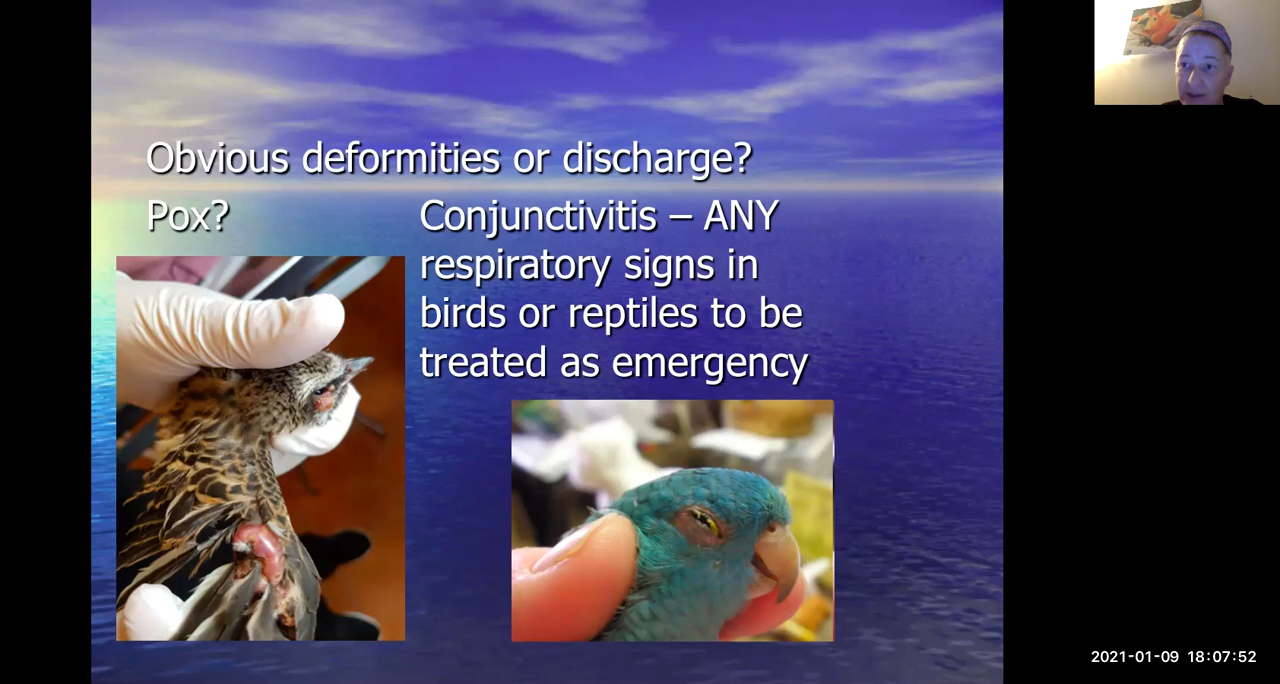 Obvious deformities or discharge?
Pox?
Conjunctivitis – ANY
respiratory signs in
birds or reptiles to be
treated as emergency
2021-01-09 18:07:52